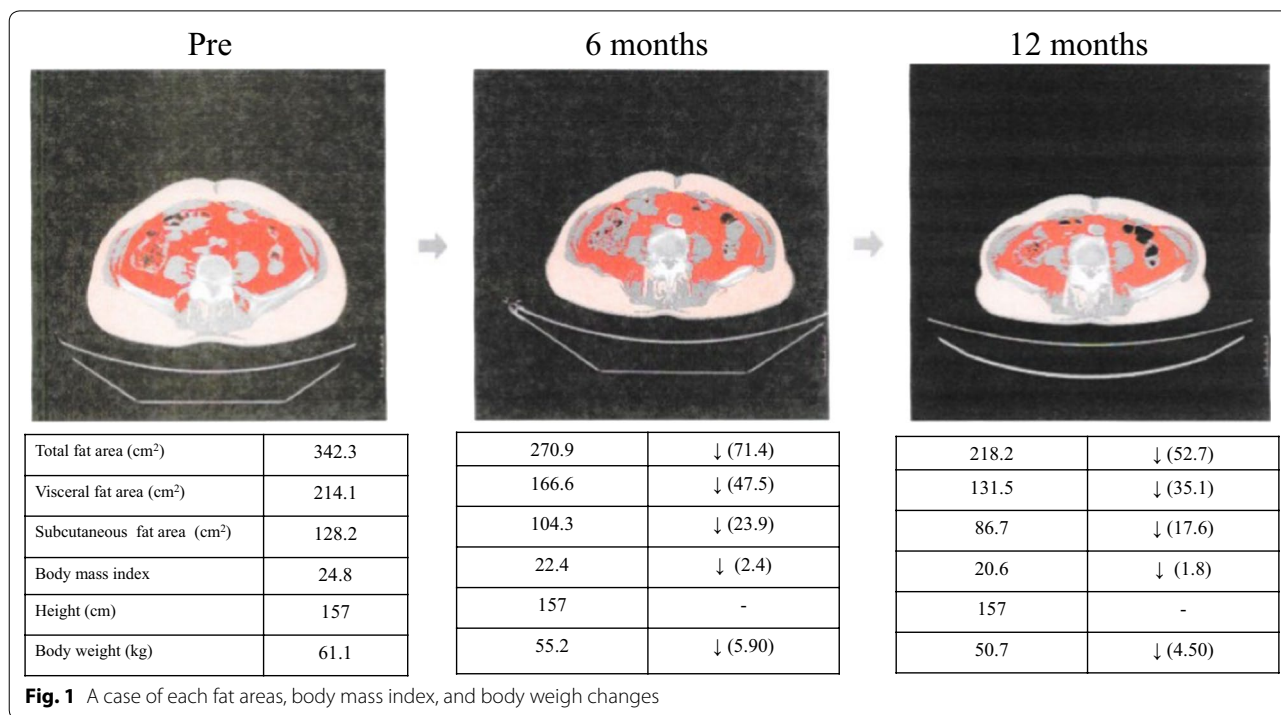 Pre
6 months
12 months
Total fat area (cm²) 342.3
Visceral fat area (cm²) 214.1
Subcutaneous fat area (cm²) 128.2
Body mass index 24.8
Height (cm) 157
Body weight (kg) 61.1
270.9 ↓ (71.4)
166.6 ↓ (47.5)
104.3 ↓ (23.9)
22.4 ↓ (2.4)
157 -
55.2 ↓ (5.90)
218.2 ↓ (52.7)
131.5 ↓ (35.1)
86.7 ↓ (17.6)
20.6 ↓ (1.8)
157 -
50.7 ↓ (4.50)
Fig. 1 A case of each fat areas, body mass index, and body weigh changes